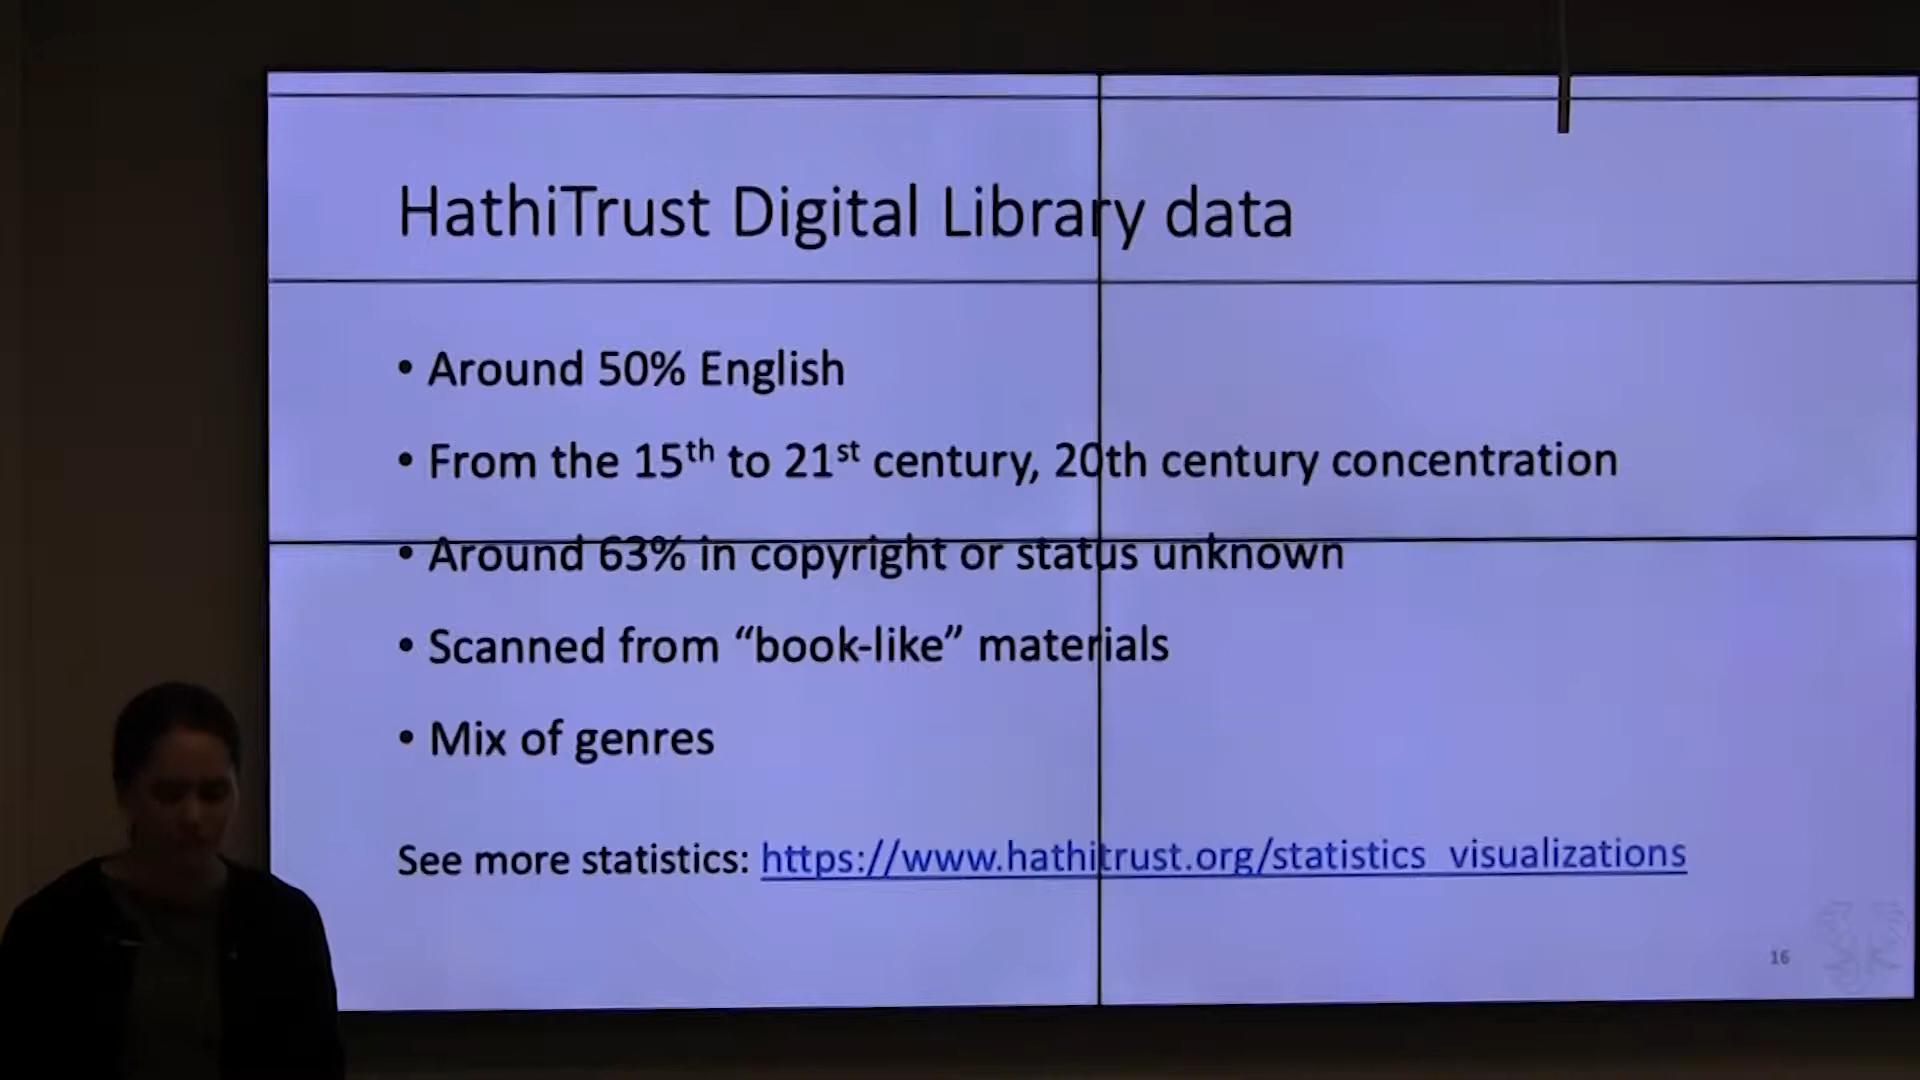 HathiTrust Digital Library data
• Around 50% English
• From the 15th to 21st century, 20th century concentration
• Around 63% in copyright or status unknown
• Scanned from “book-like” materials
• Mix of genres
See more statistics: https://www.hathitrust.org/statistics_visualizations
16